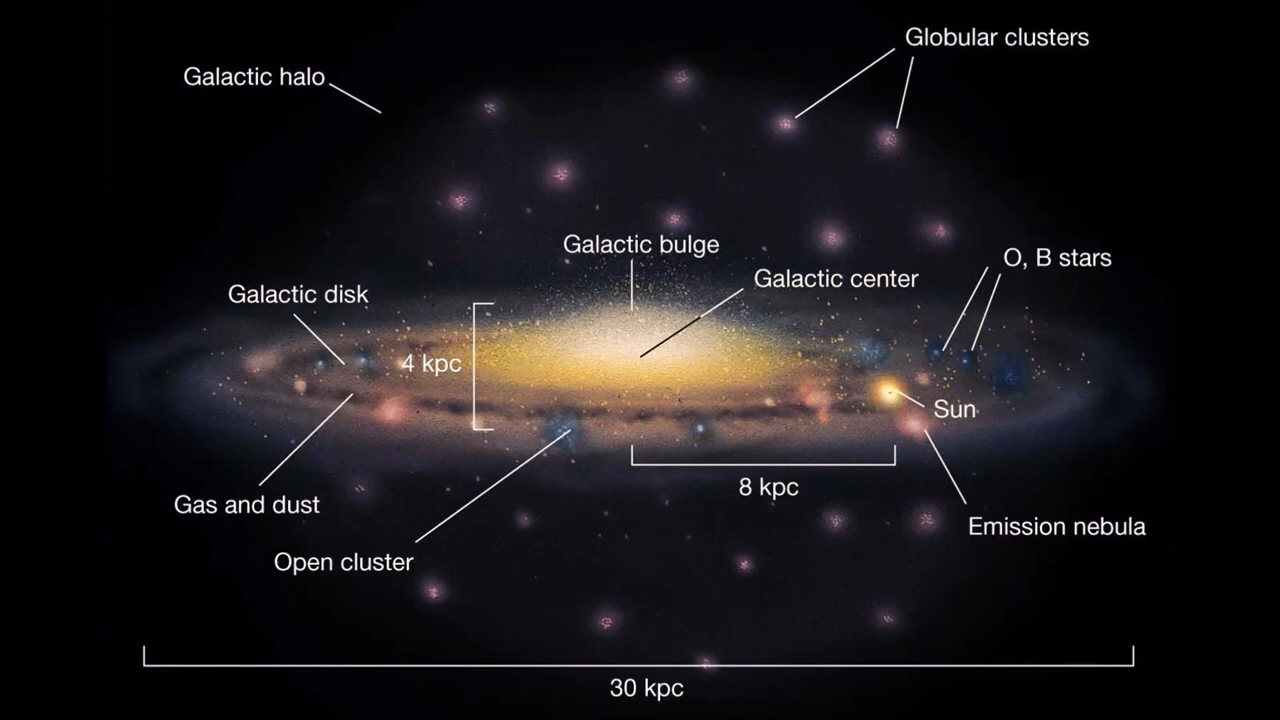 Globular clusters
Galactic halo
Galactic bulge
O, B stars
Galactic center
Galactic disk
4 kpc
Sun
8 kpc
Gas and dust
Emission nebula
Open cluster
30 kpc